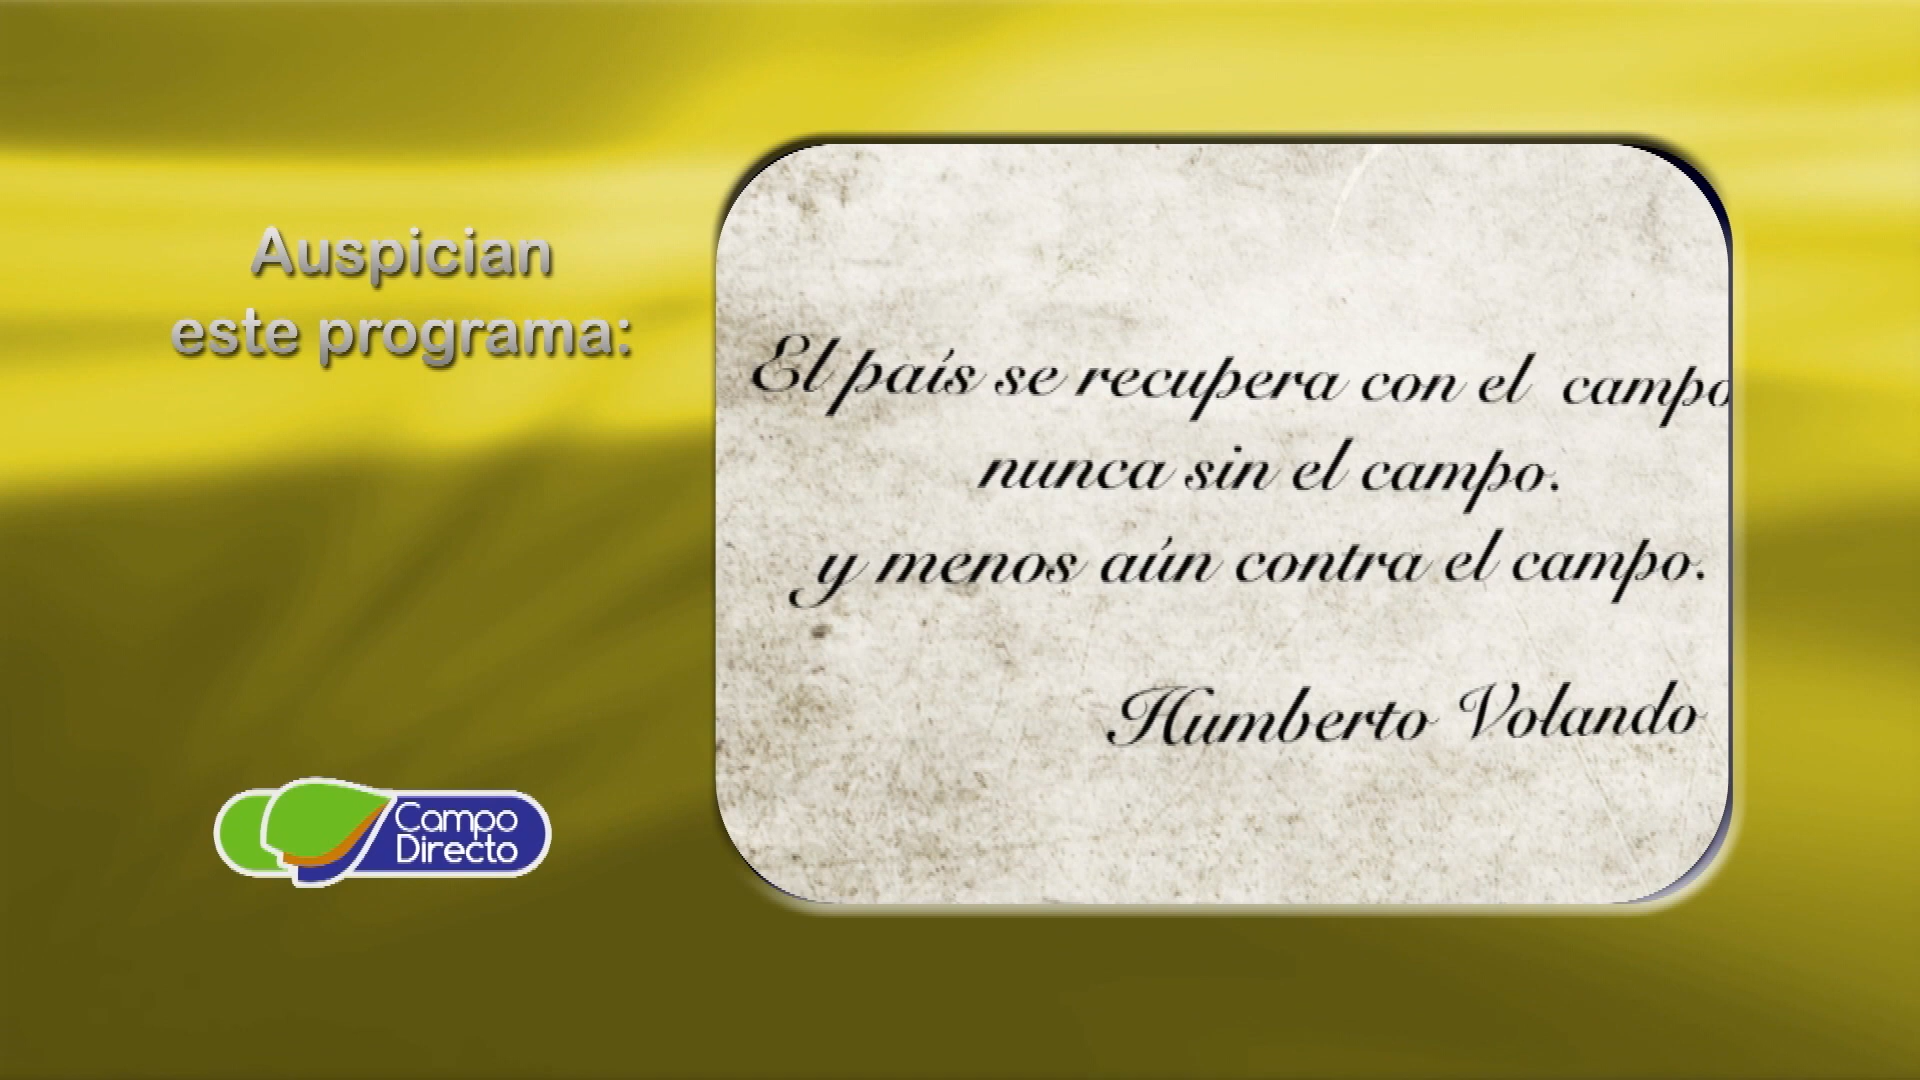 Auspician
este programa:
El país se recupera con el campo
nunca sin el campo.
y menos aún contra el campo.
Humberto Volando
Campo
Directo